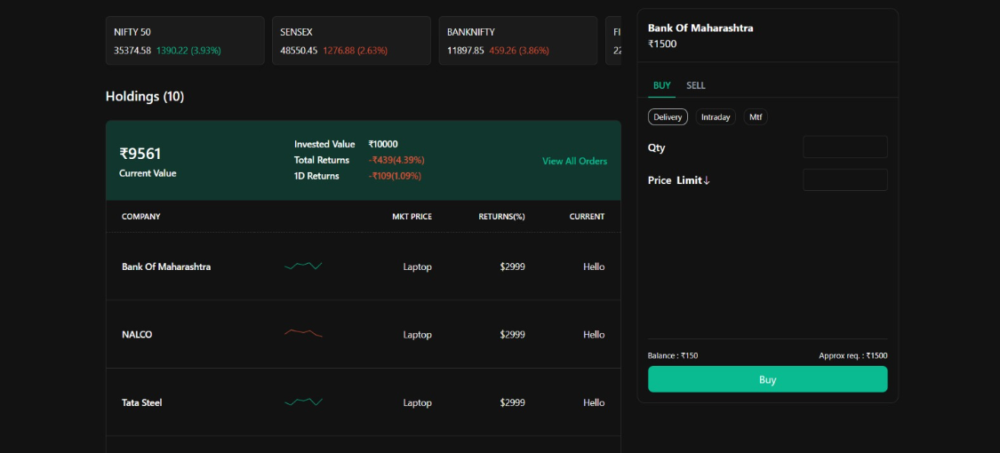 NIFTY 50
35374.58 1390.22 (3.93%)
SENSEX
48550.45 1276.88 (2.63%)
BANKNIFTY
11897.85 459.26 (3.86%)
FI
22
Holdings (10)
₹9561
Current Value
Invested Value ₹10000
Total Returns -₹439(4.39%)
1D Returns -₹109(1.09%)
View All Orders
COMPANY MKT PRICE RETURNS(%) CURRENT
Bank Of Maharashtra Laptop $2999 Hello
NALCO Laptop $2999 Hello
Tata Steel Laptop $2999 Hello
Bank Of Maharashtra
₹1500
BUY SELL
Delivery Intraday Mtf
Qty
Price Limit↓
Balance : ₹150 Approx req. : ₹1500
Buy